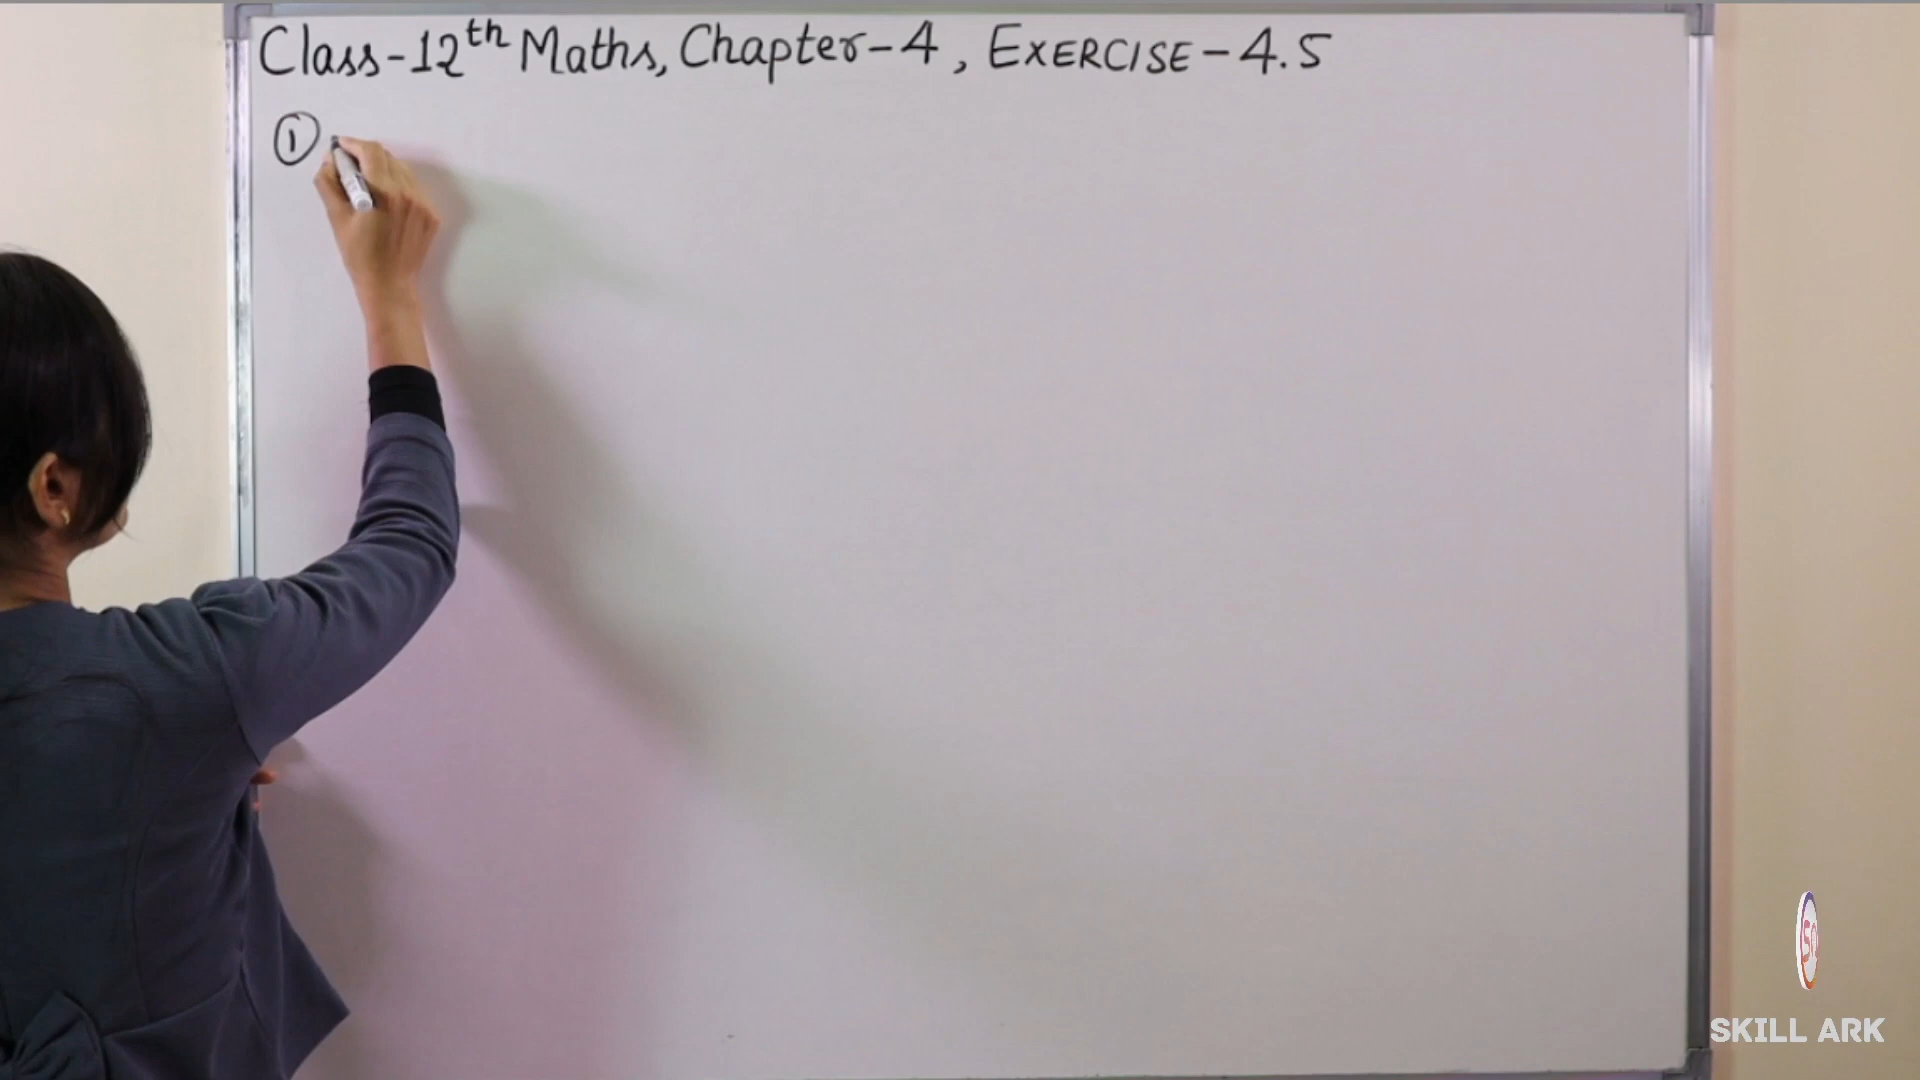 Class-12th Maths, Chapter-4, EXERCISE-4.5
①
SKILL ARK